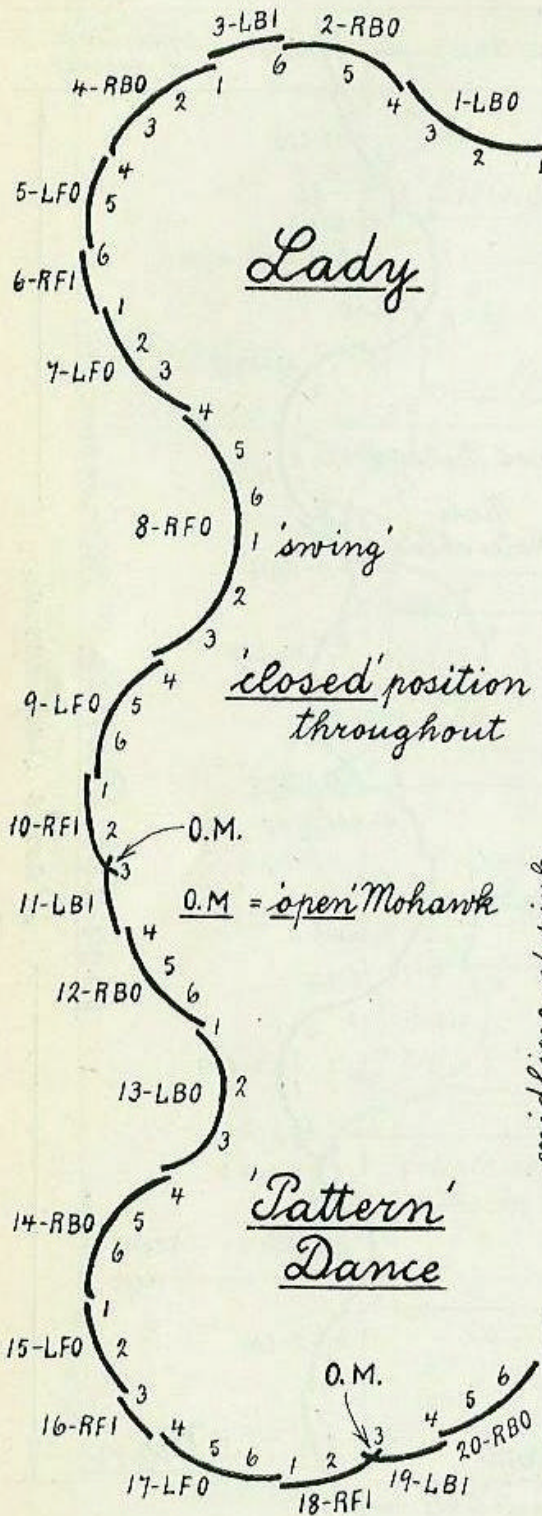 3-LBI
2-RBO
6
5
4
1-LBO
3
2
1
4-RBO
1
2
3
4
5-LFO
5
6
6-RFI
Lady
1
7-LFO
2
3
4
5
8-RFO
6
1
'swing'
2
3
'closed' position
throughout
9-LFO
4
5
6
10-RFI
1
2
O.M.
3
11-LBI
O.M = 'open' Mohawk
4
12-RBO
5
6
1
midline of rink
13-LBO
2
3
'Pattern'
Dance
14-RBO
4
5
6
15-LFO
1
2
16-RFI
3
17-LFO
4
5
6
O.M.
18-RFI
1
2
3
19-LBI
4
20-RBO
5
6